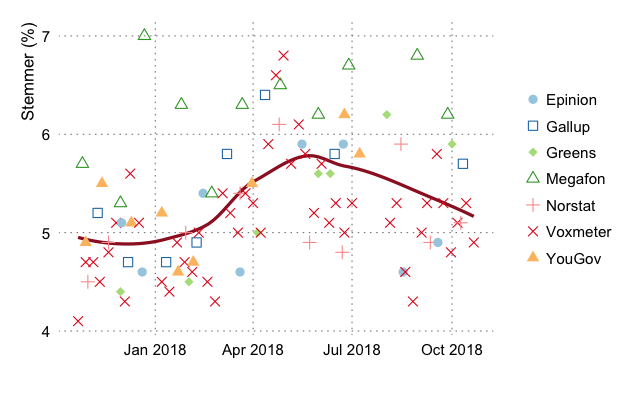 Stemmer (%)
7
6
5
4
Jan 2018
Apr 2018
Jul 2018
Oct 2018
Epinion
Gallup
Greens
Megafon
Norstat
Voxmeter
YouGov